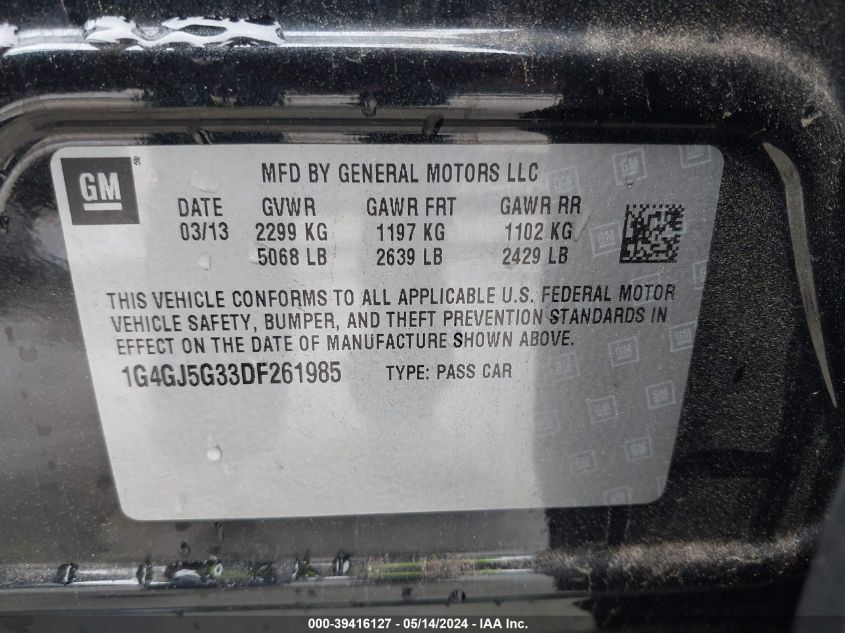 GM ®
MFD BY GENERAL MOTORS LLC
DATE GVWR GAWR FRT GAWR RR
03/13 2299 KG 1197 KG 1102 KG
5068 LB 2639 LB 2429 LB
THIS VEHICLE CONFORMS TO ALL APPLICABLE U.S. FEDERAL MOTOR
VEHICLE SAFETY, BUMPER, AND THEFT PREVENTION STANDARDS IN
EFFECT ON THE DATE OF MANUFACTURE SHOWN ABOVE.
1G4GJ5G33DF261985 TYPE: PASS CAR
000-39416127 - 05/14/2024 - IAAI Inc.